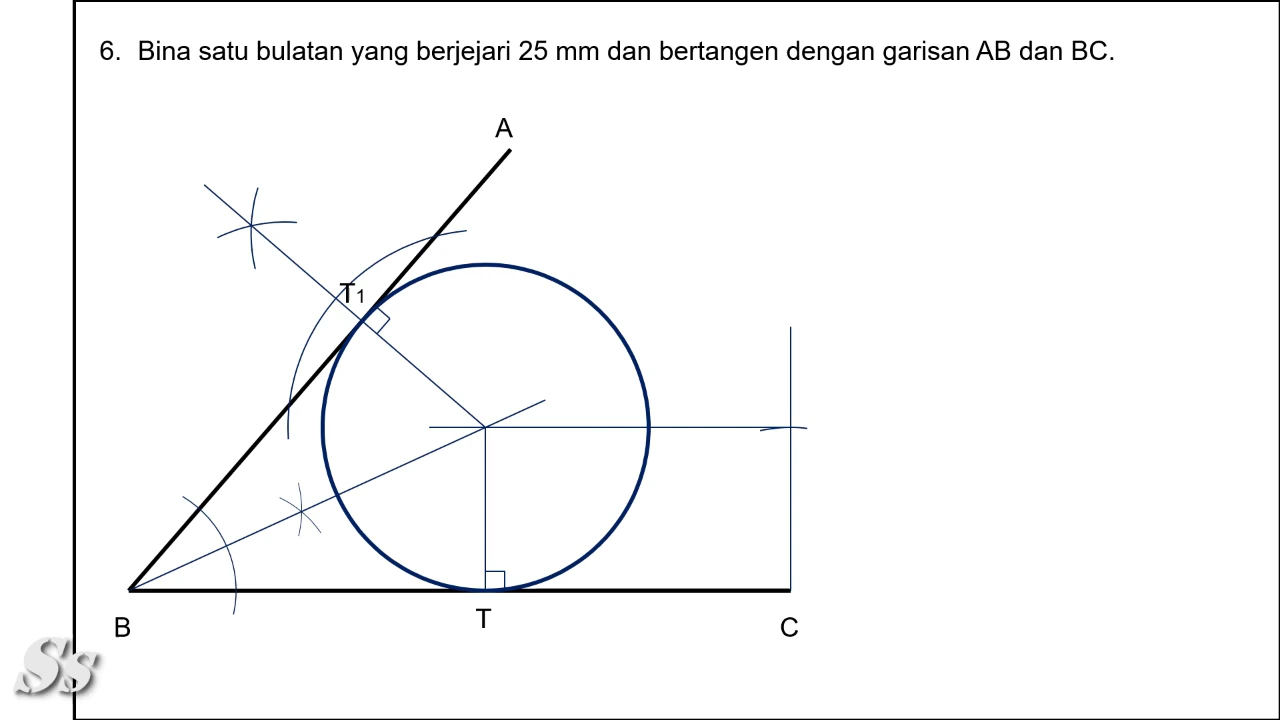 6. Bina satu bulatan yang berjejari 25 mm dan bertangen dengan garisan AB dan BC.
A
T1
B
T
C
Ss